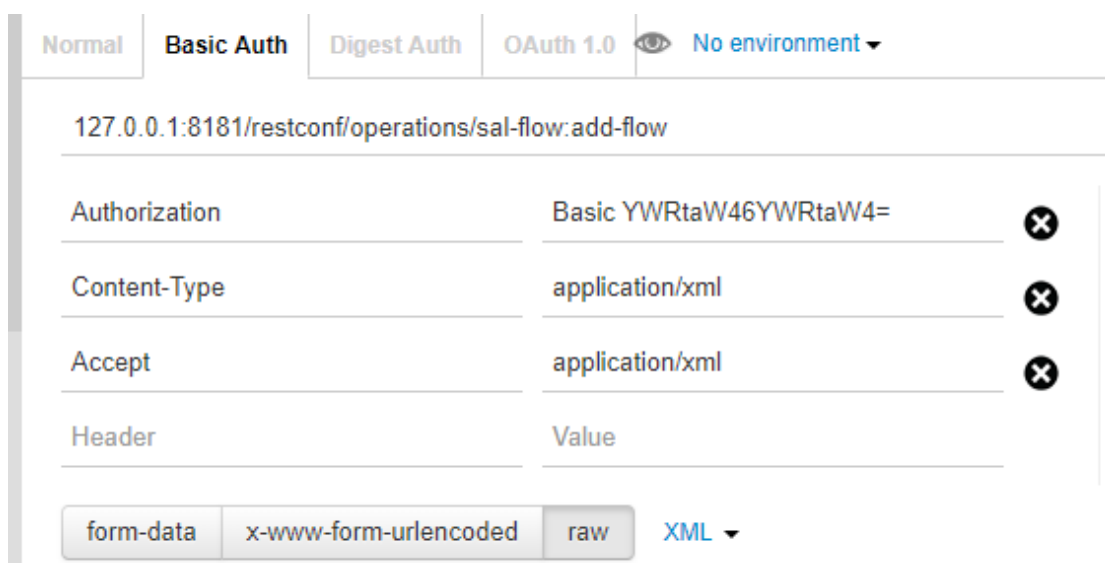 Normal Basic Auth Digest Auth OAuth 1.0 No environment
127.0.0.1:8181/restconf/operations/sal-flow:add-flow
Authorization Basic YWRtaW46YWRtaW4=
Content-Type application/xml
Accept application/xml
Header Value
form-data x-www-form-urlencoded raw XML